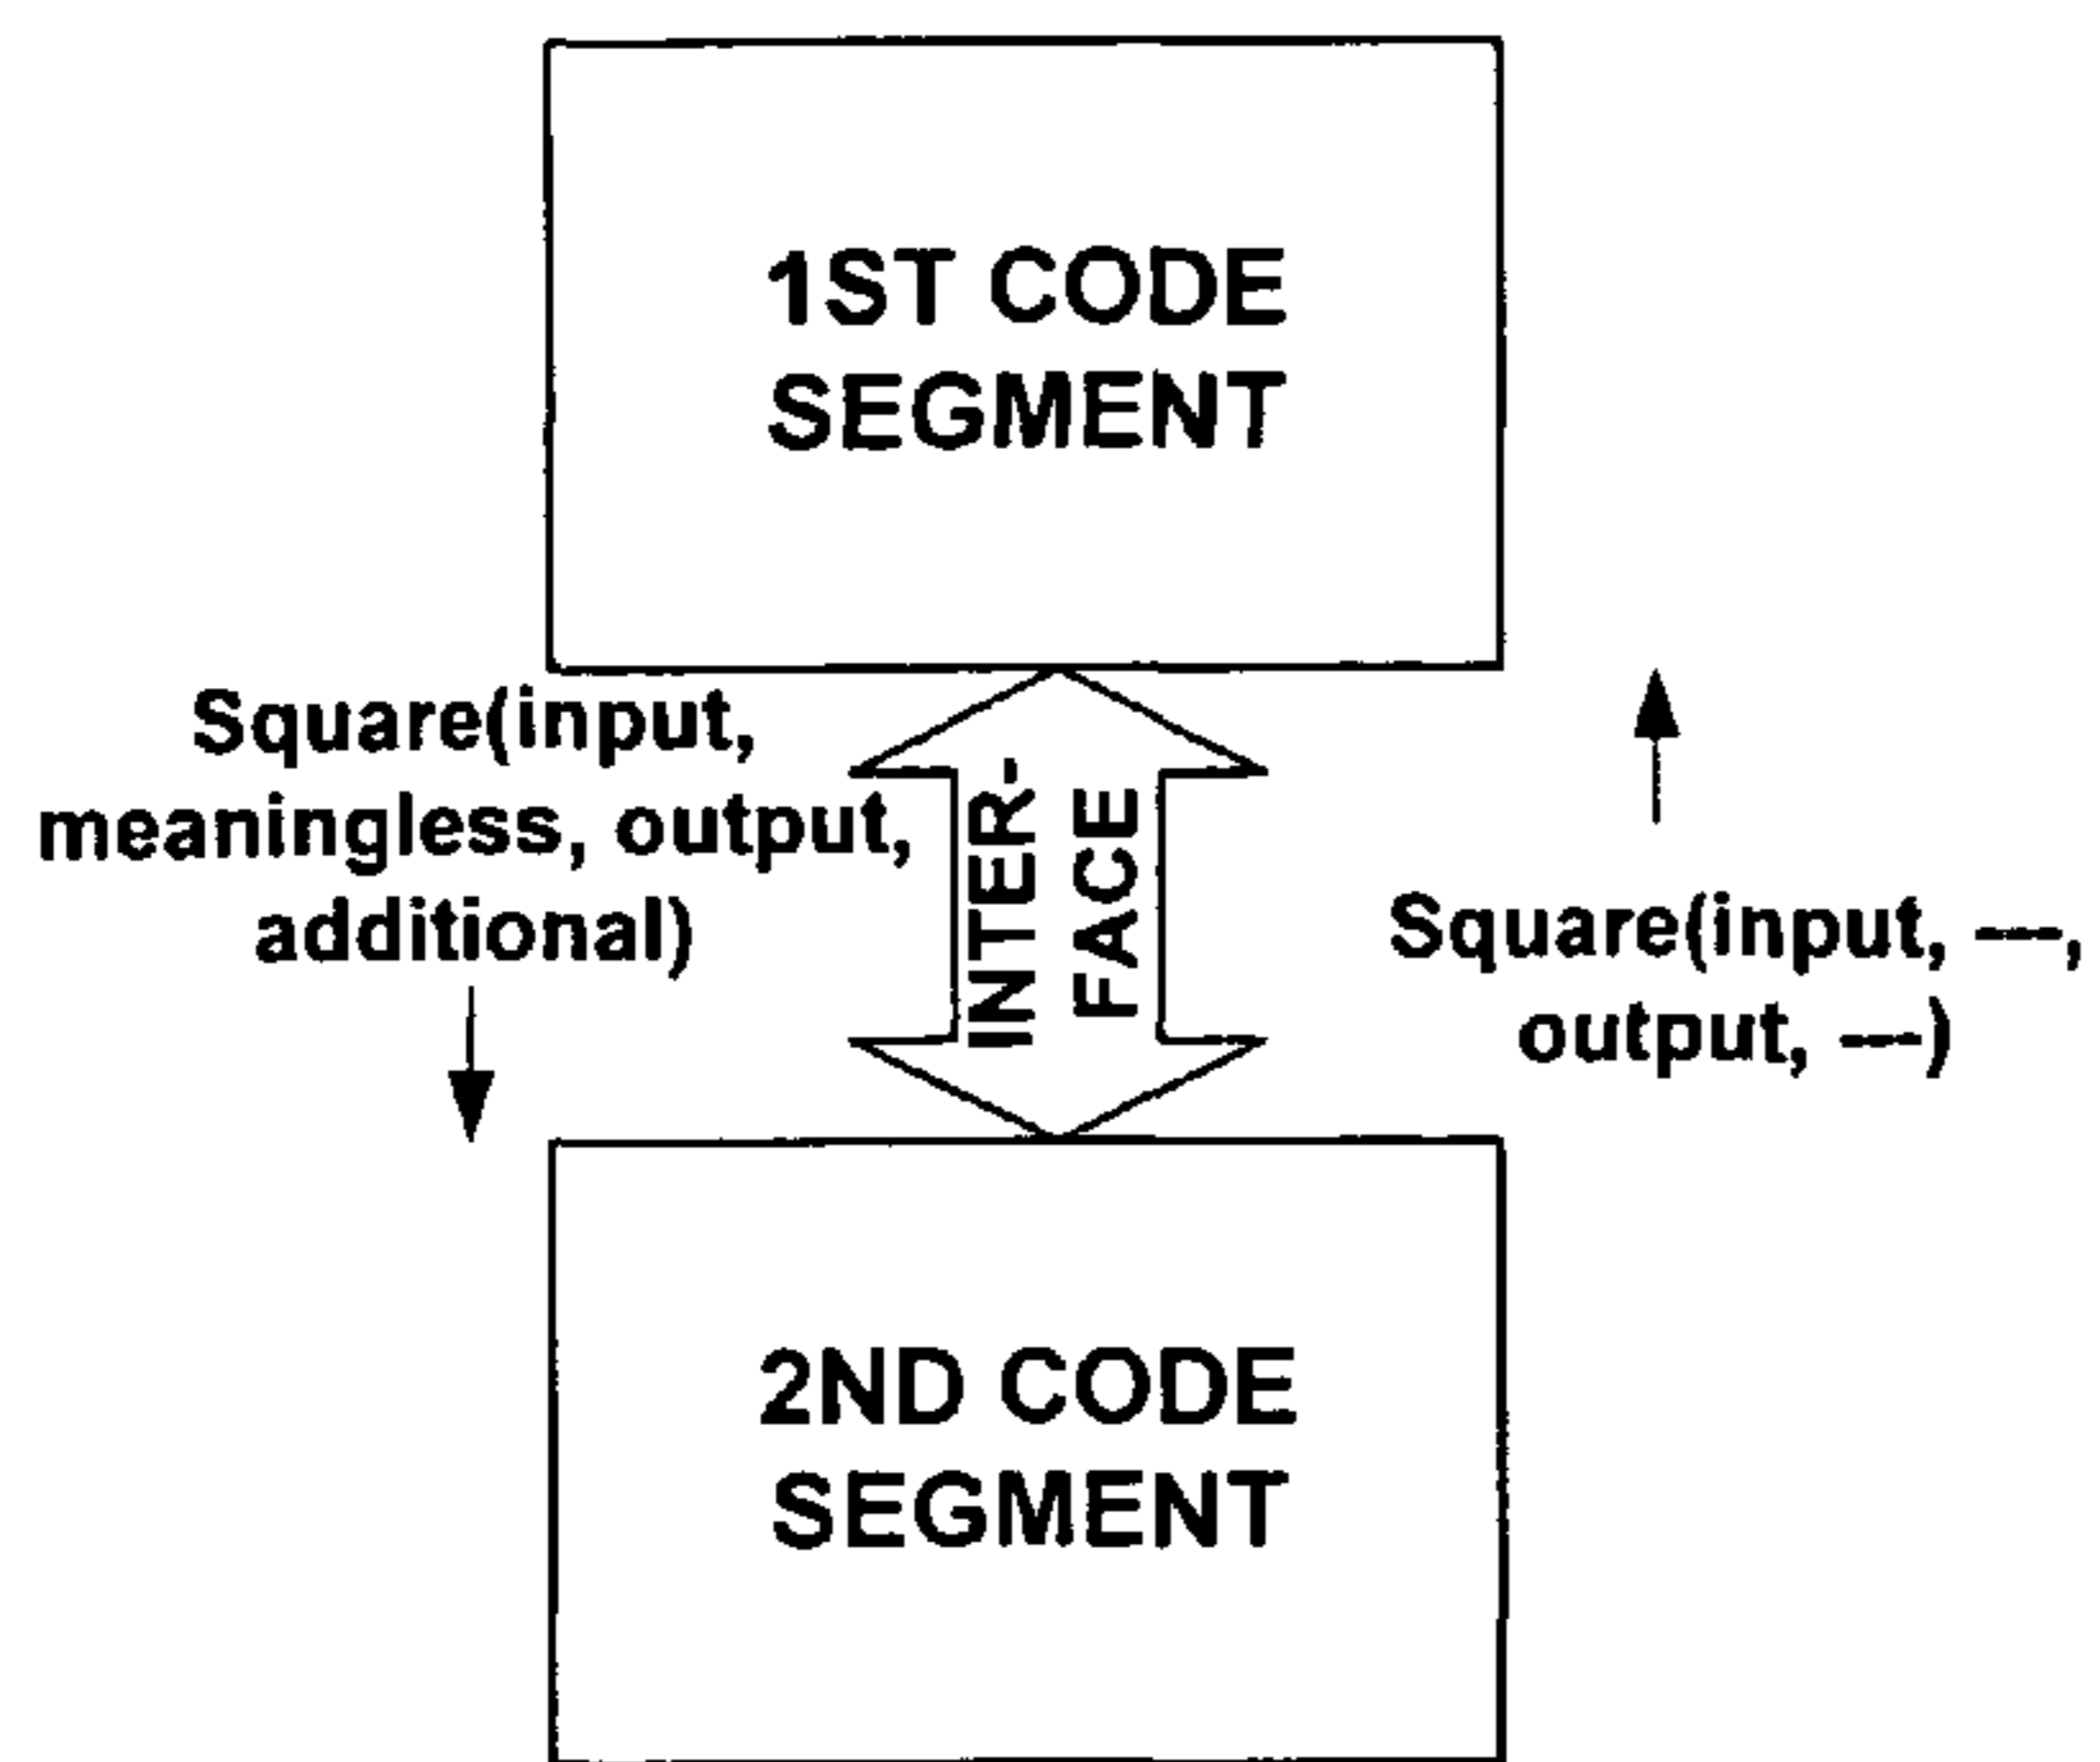 1ST CODE
SEGMENT
Square(input,
meaningless, output,
additional)
INTER-
FACE
Square(input, ---,
output, ---)
2ND CODE
SEGMENT